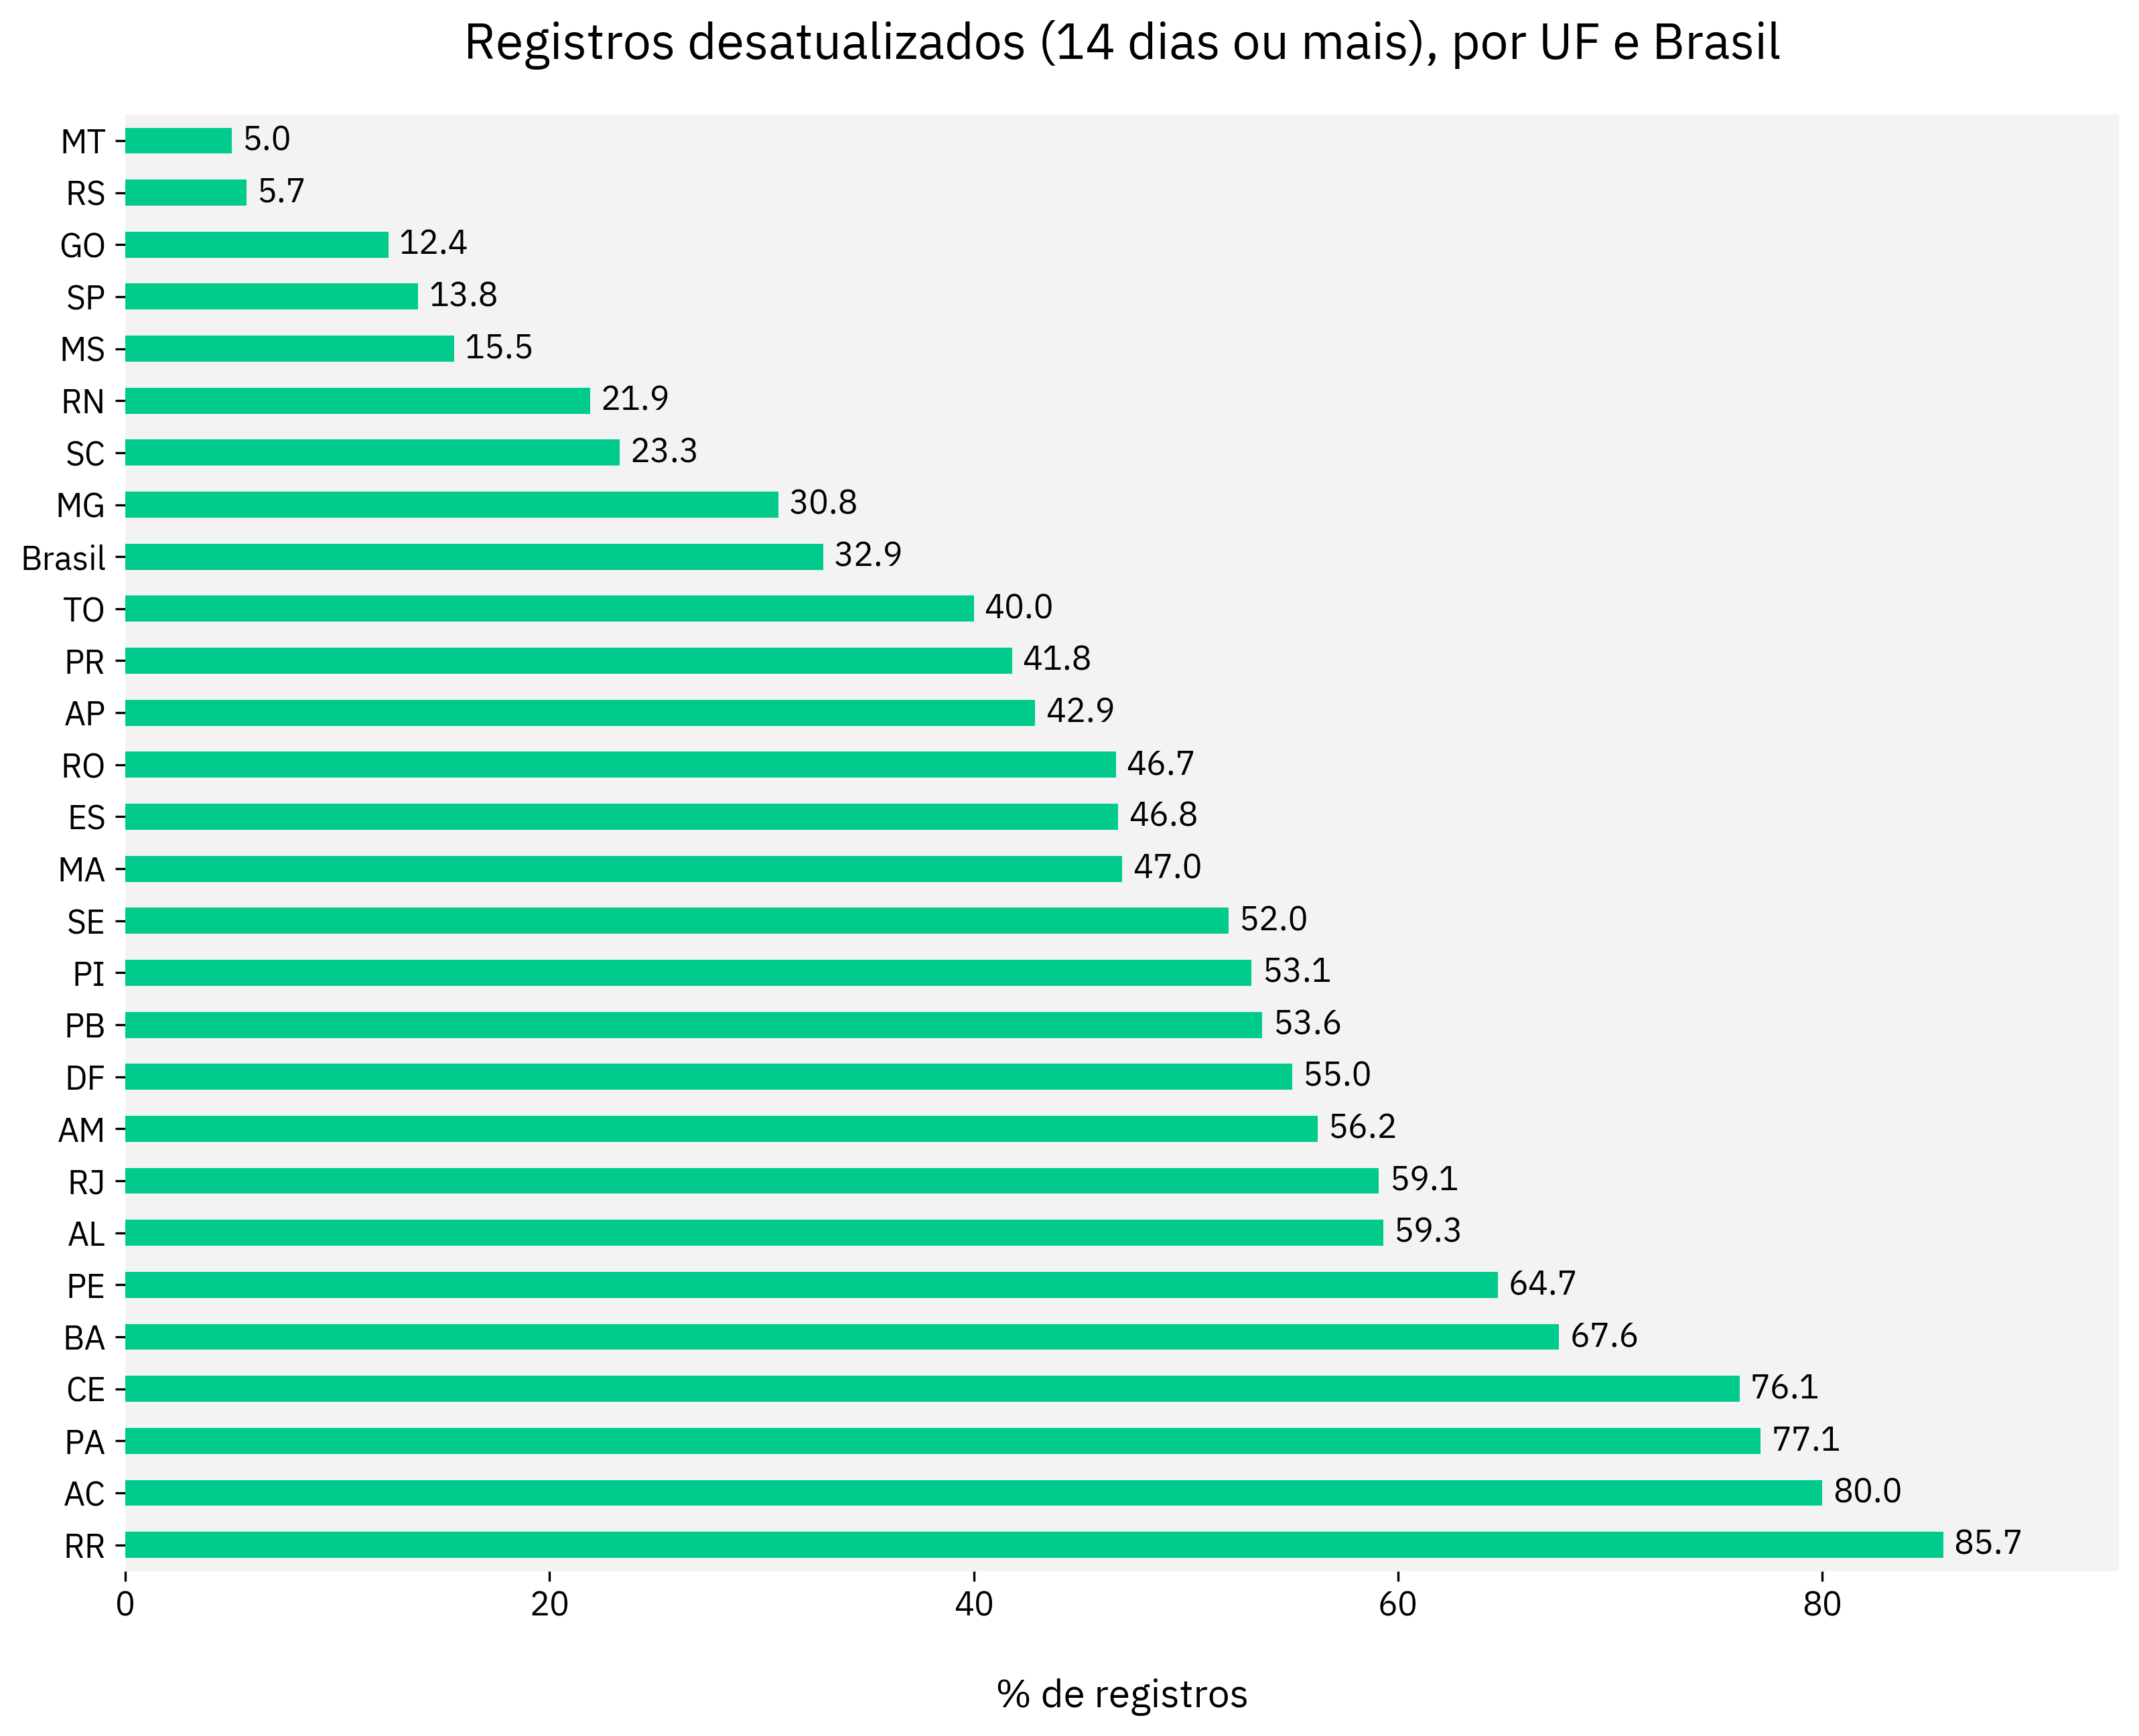 Registros desatualizados (14 dias ou mais), por UF e Brasil
MT 5.0
RS 5.7
GO 12.4
SP 13.8
MS 15.5
RN 21.9
SC 23.3
MG 30.8
Brasil 32.9
TO 40.0
PR 41.8
AP 42.9
RO 46.7
ES 46.8
MA 47.0
SE 52.0
PI 53.1
PB 53.6
DF 55.0
AM 56.2
RJ 59.1
AL 59.3
PE 64.7
BA 67.6
CE 76.1
PA 77.1
AC 80.0
RR 85.7
0 20 40 60 80
% de registros